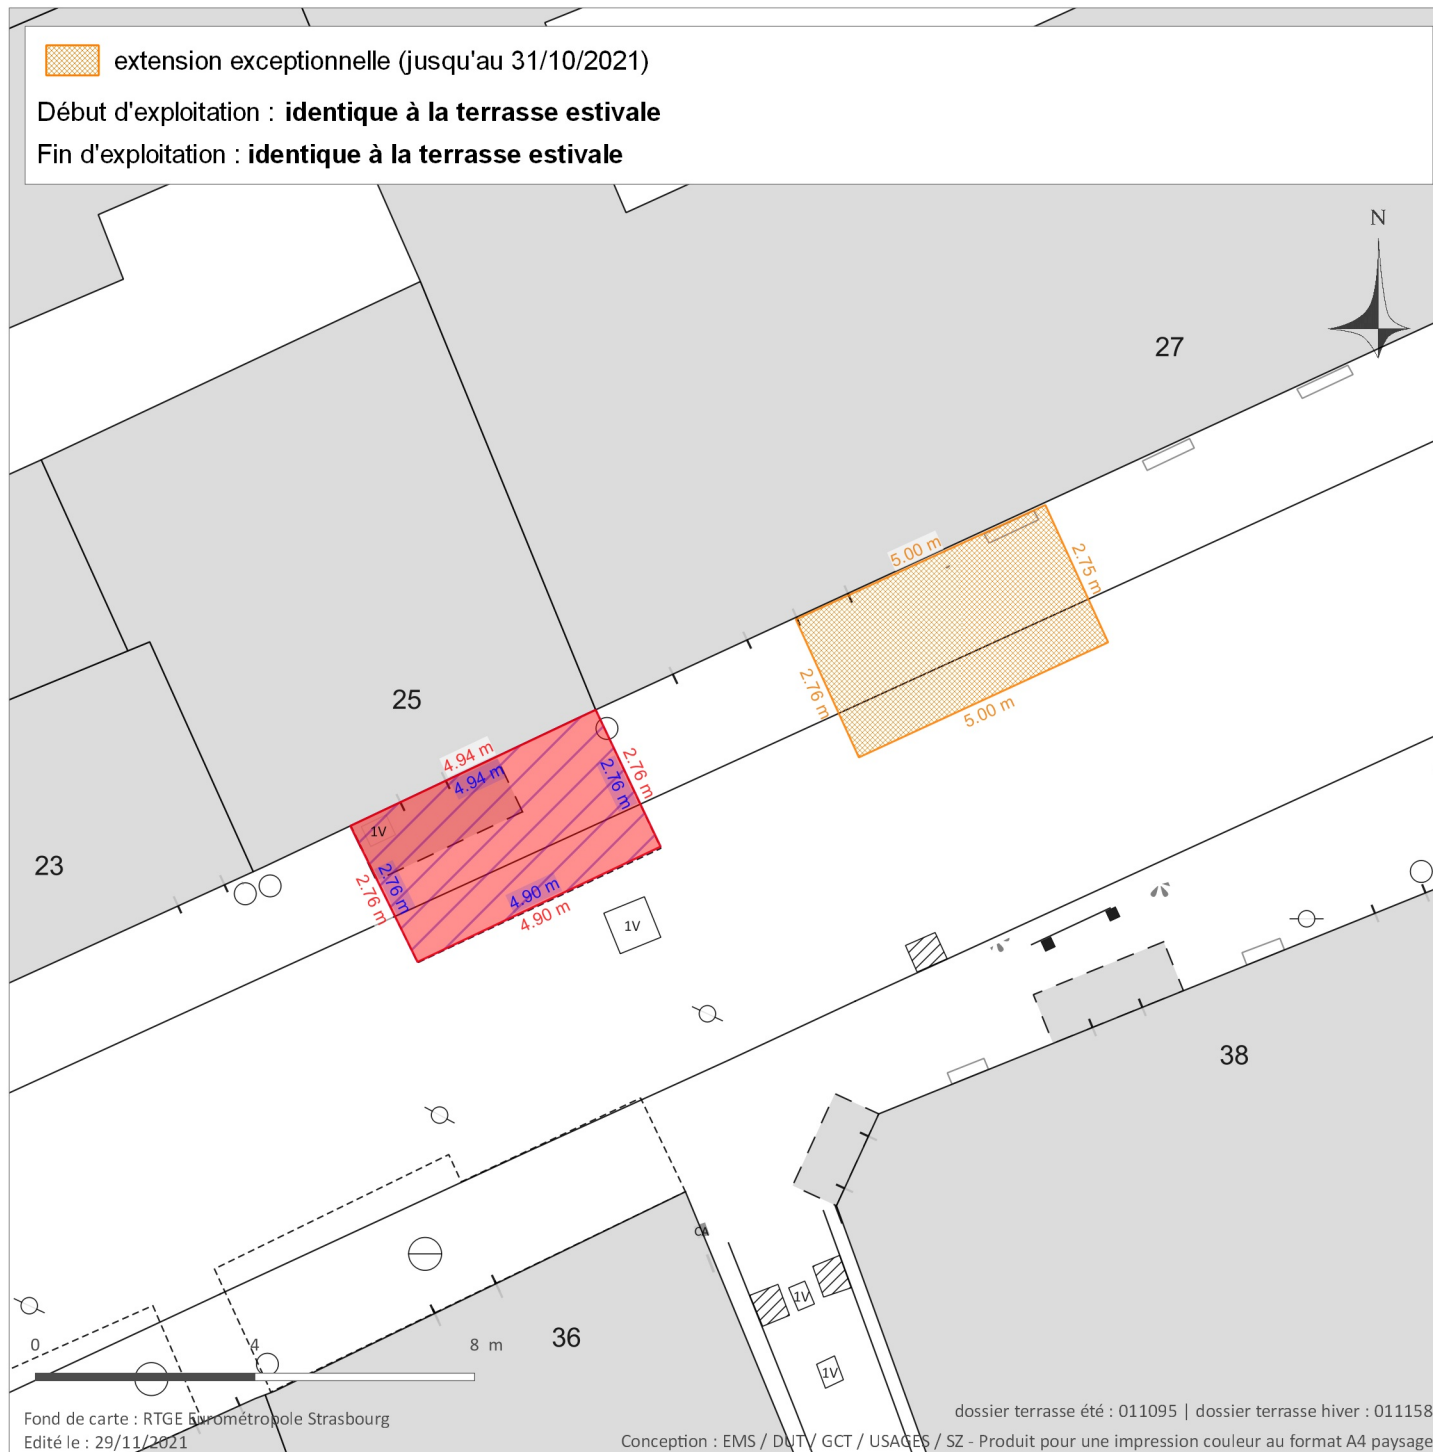 extension exceptionnelle (jusqu'au 31/10/2021)
Début d'exploitation : identique à la terrasse estivale
Fin d'exploitation : identique à la terrasse estivale
N
27
5.00 m
2.75 m
2.76 m
5.00 m
25
4.94 m
4.94 m
2.76 m
2.76 m
1V
23
2.76 m
2.76 m
4.90 m
4.90 m
1V
38
CA
1V
36
1V
0 4 8 m
Fond de carte : RTGE Eurométropole Strasbourg
Edité le : 29/11/2021
dossier terrasse été : 011095 | dossier terrasse hiver : 011158
Conception : EMS / DUT / GCT / USAGES / SZ - Produit pour une impression couleur au format A4 paysage